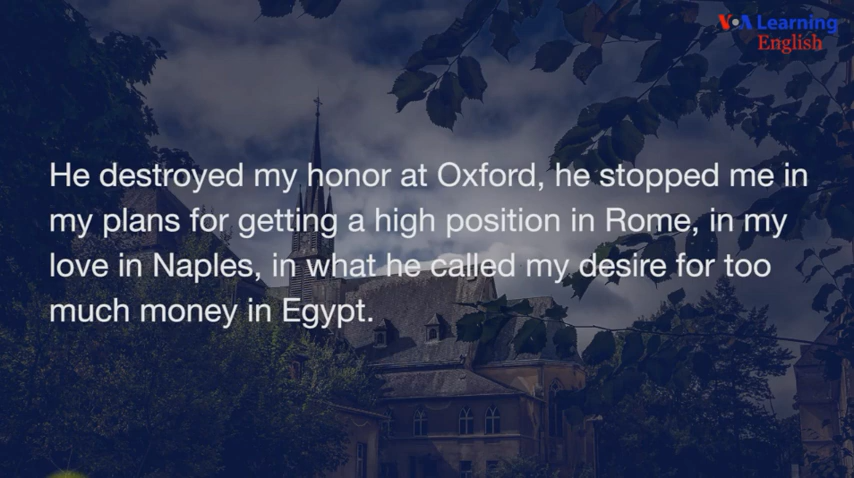 VOA Learning
English
He destroyed my honor at Oxford, he stopped me in
my plans for getting a high position in Rome, in my
love in Naples, in what he called my desire for too
much money in Egypt.